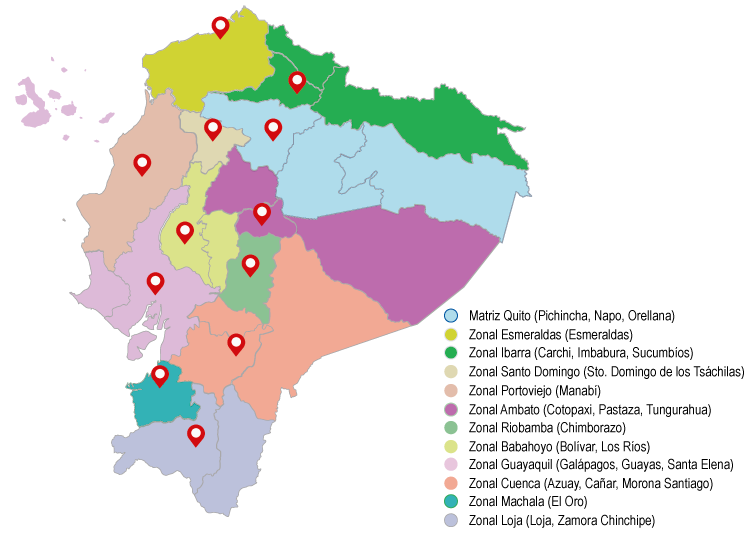 Matriz Quito (Pichincha, Napo, Orellana)
Zonal Esmeraldas (Esmeraldas)
Zonal Ibarra (Carchi, Imbabura, Sucumbíos)
Zonal Santo Domingo (Sto. Domingo de los Tsáchilas)
Zonal Portoviejo (Manabí)
Zonal Ambato (Cotopaxi, Pastaza, Tungurahua)
Zonal Riobamba (Chimborazo)
Zonal Babahoyo (Bolívar, Los Ríos)
Zonal Guayaquil (Galápagos, Guayas, Santa Elena)
Zonal Cuenca (Azuay, Cañar, Morona Santiago)
Zonal Machala (El Oro)
Zonal Loja (Loja, Zamora Chinchipe)